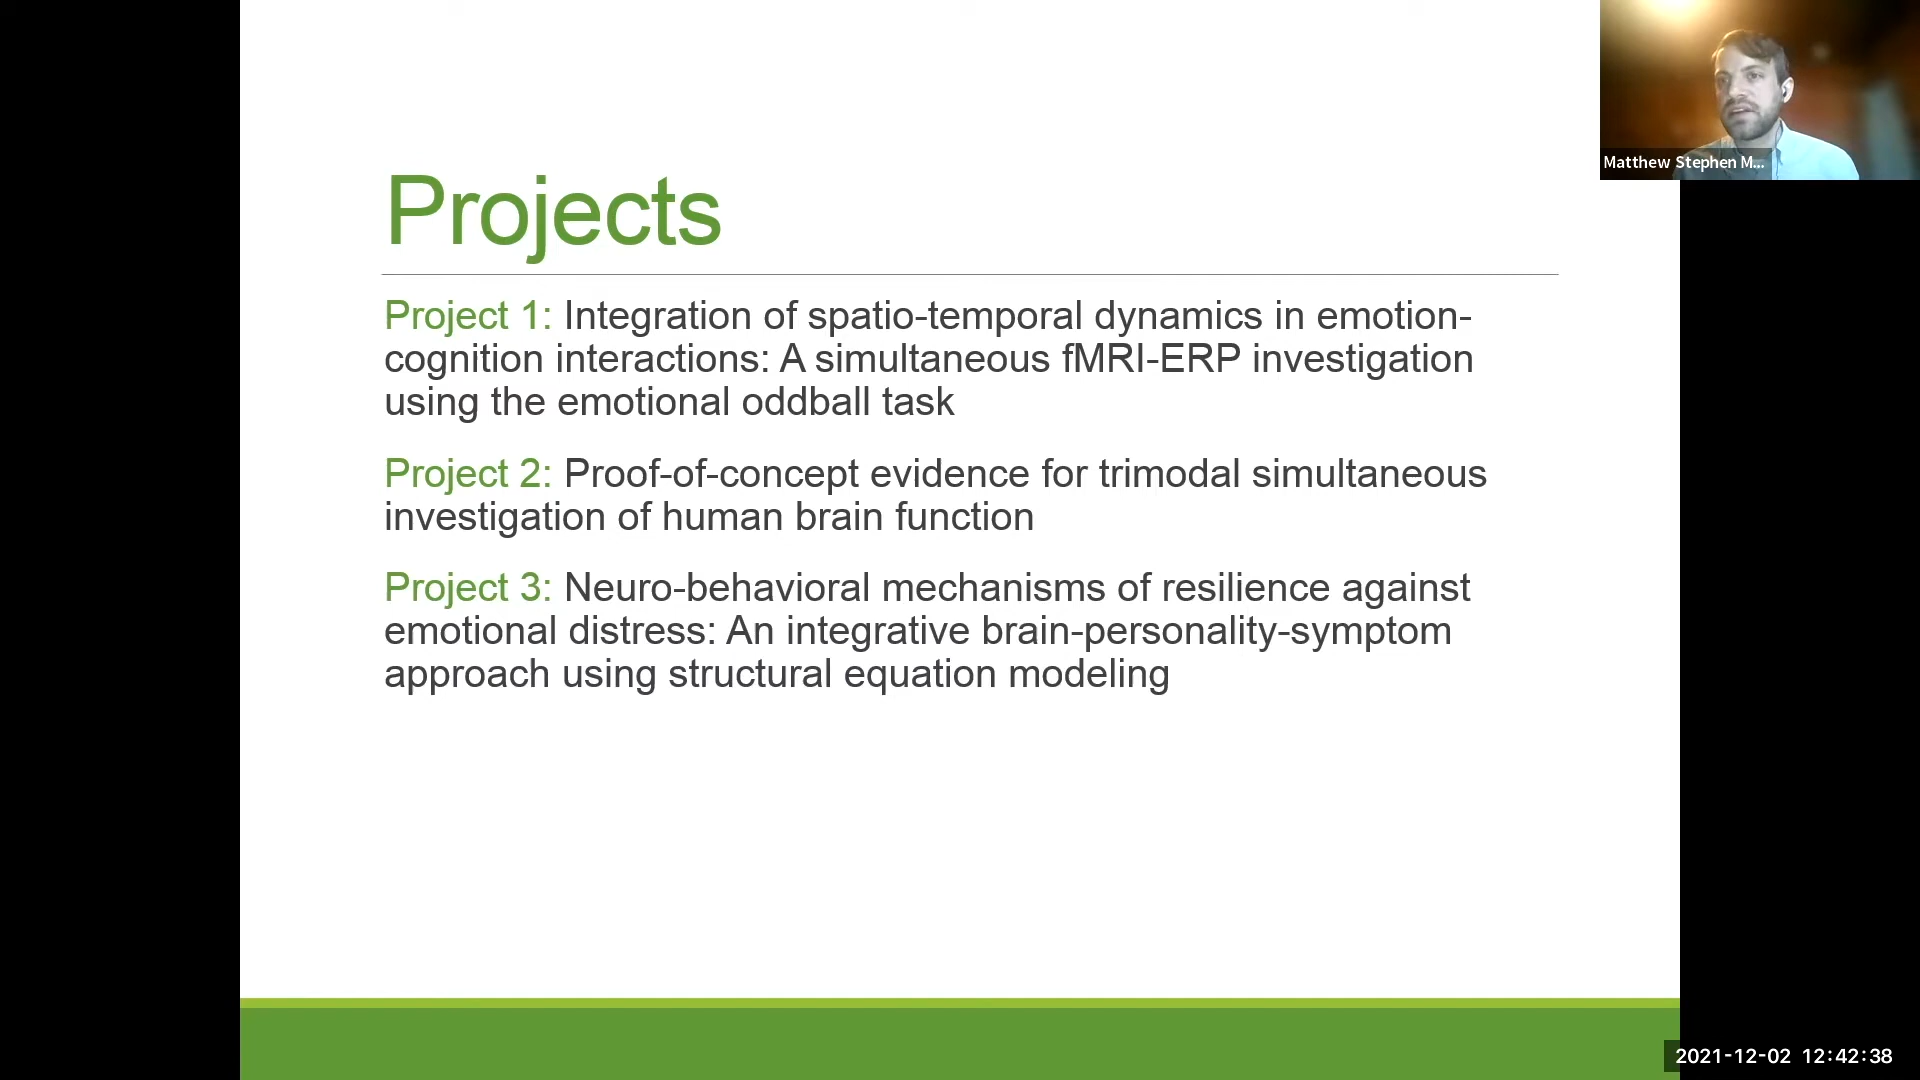 Matthew Stephen M...
Projects
Project 1: Integration of spatio-temporal dynamics in emotion-
cognition interactions: A simultaneous fMRI-ERP investigation
using the emotional oddball task
Project 2: Proof-of-concept evidence for trimodal simultaneous
investigation of human brain function
Project 3: Neuro-behavioral mechanisms of resilience against
emotional distress: An integrative brain-personality-symptom
approach using structural equation modeling
2021-12-02 12:42:38